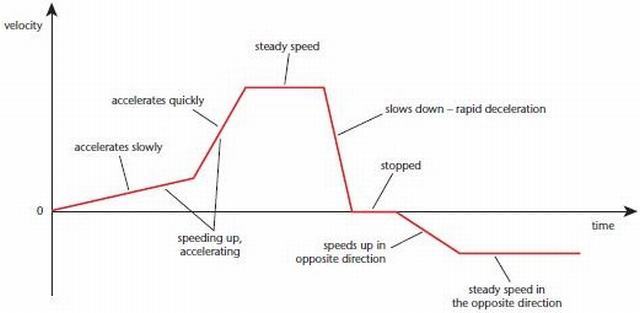 velocity
steady speed
accelerates quickly
slows down – rapid deceleration
accelerates slowly
stopped
0
time
speeding up,
accelerating
speeds up in
opposite direction
steady speed in
the opposite direction